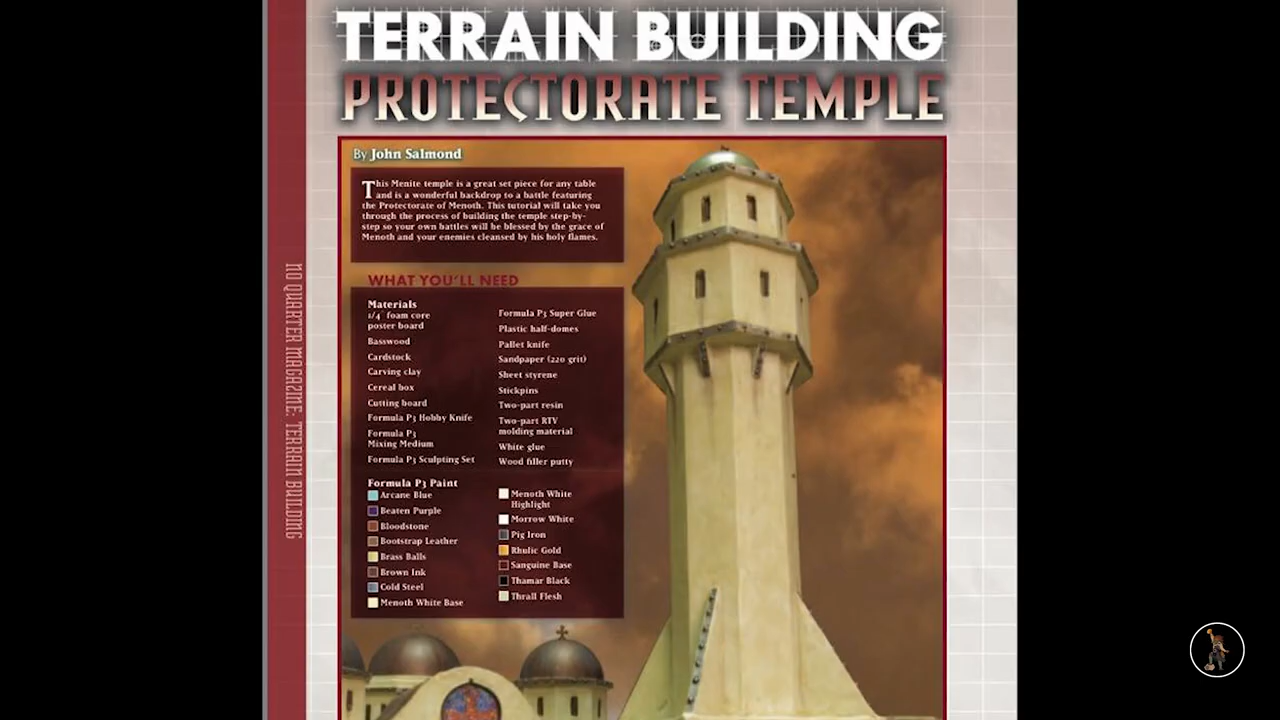 TERRAIN BUILDING
PROTECTORATE TEMPLE
By John Salmond
This Menite temple is a great set piece for any table
and is a wonderful backdrop to a battle featuring
the Protectorate of Menoth. This tutorial will take you
through the process of building the temple step-by-
step so your own battles will be blessed by the grace of
Menoth and your enemies cleansed by his holy flames.
WHAT YOU'LL NEED
Materials
1/4" foam core
poster board
Basswood
Cardstock
Carving clay
Cereal box
Cutting board
Formula P3 Hobby Knife
Formula P3
Mixing Medium
Formula P3 Sculpting Set
Formula P3 Super Glue
Plastic half-domes
Pallet knife
Sandpaper (220 grit)
Sheet styrene
Stickpins
Two-part resin
Two-part RTV
molding material
White glue
Wood filler putty
Formula P3 Paint
Arcane Blue
Beaten Purple
Bloodstone
Bootstrap Leather
Brass Balls
Brown Ink
Cold Steel
Menoth White Base
Menoth White
Highlight
Morrow White
Pig Iron
Rhulic Gold
Sanguine Base
Thamar Black
Thrall Flesh
NO QUARTER MAGAZINE: TERRAIN BUILDING